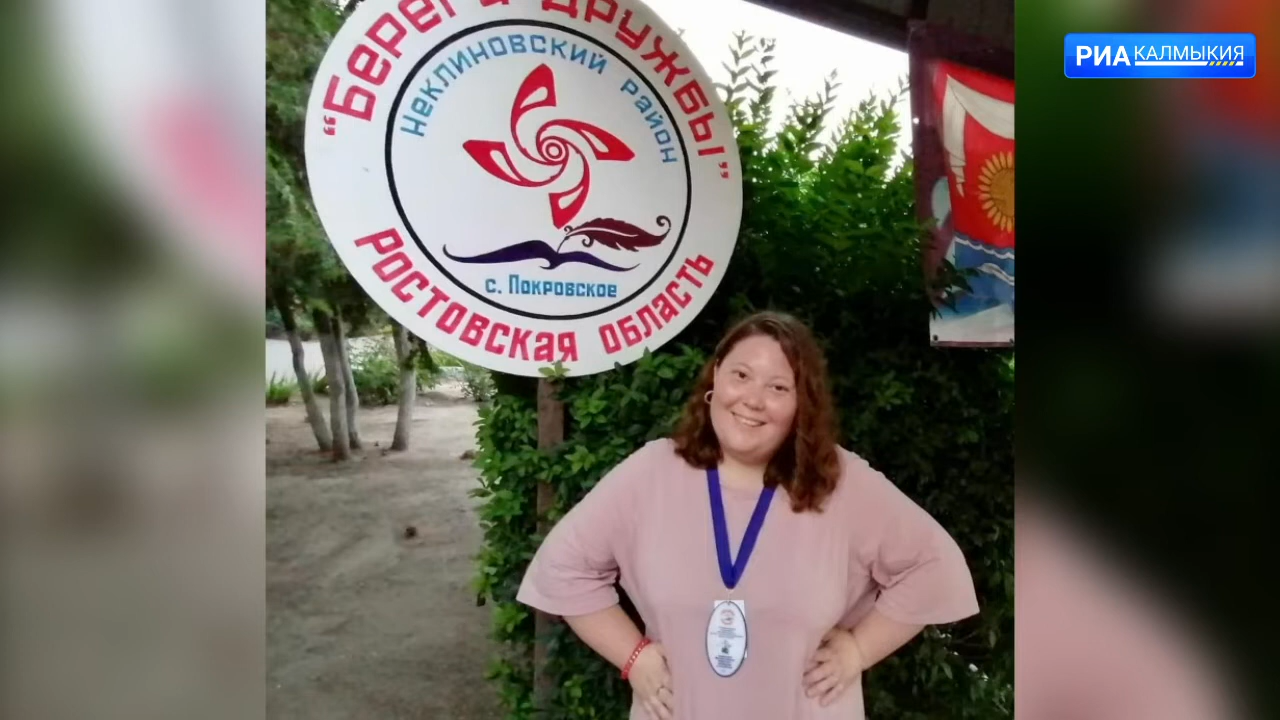 "Берега дружбы"
Неклиновский район
с. Покровское
Ростовская область
РИА КАЛМЫКИЯ